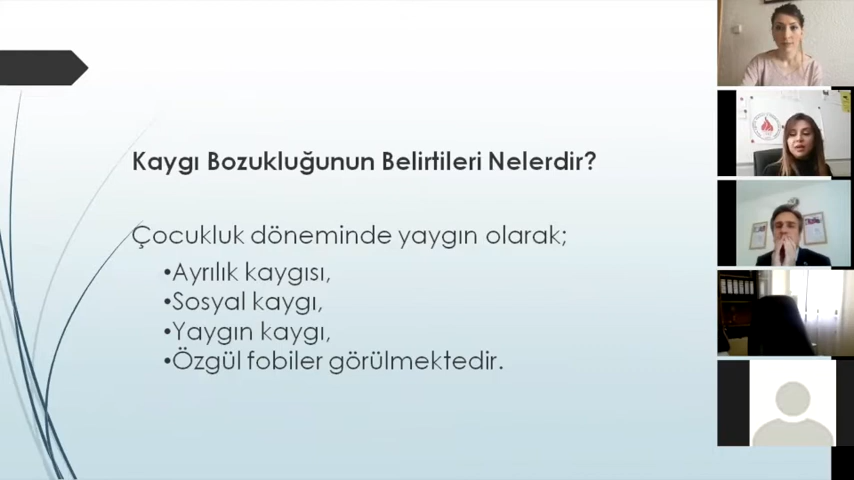 Kaygı Bozukluğunun Belirtileri Nelerdir?
Çocukluk döneminde yaygın olarak;
•Ayrılık kaygısı,
•Sosyal kaygı,
•Yaygın kaygı,
•Özgül fobiler görülmektedir.